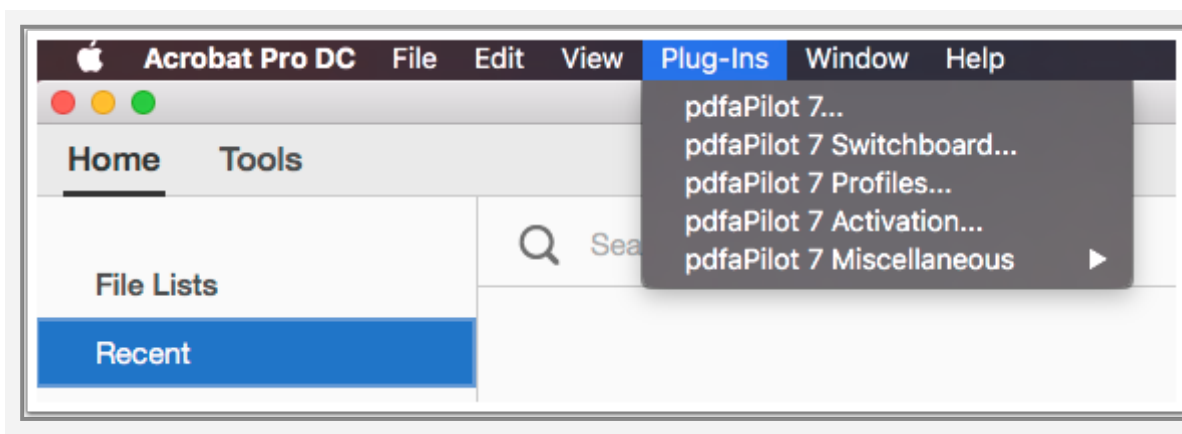 Acrobat Pro DC File Edit View Plug-Ins Window Help
pdfaPilot 7...
pdfaPilot 7 Switchboard...
pdfaPilot 7 Profiles...
pdfaPilot 7 Activation...
pdfaPilot 7 Miscellaneous
Home Tools
File Lists
Recent